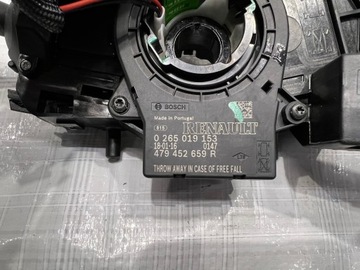 BOSCH
Made in Portugal
RENAULT
0 265 019 153
18-01-16 0147
479 452 659 R
THROW AWAY IN CASE OF FREE FALL